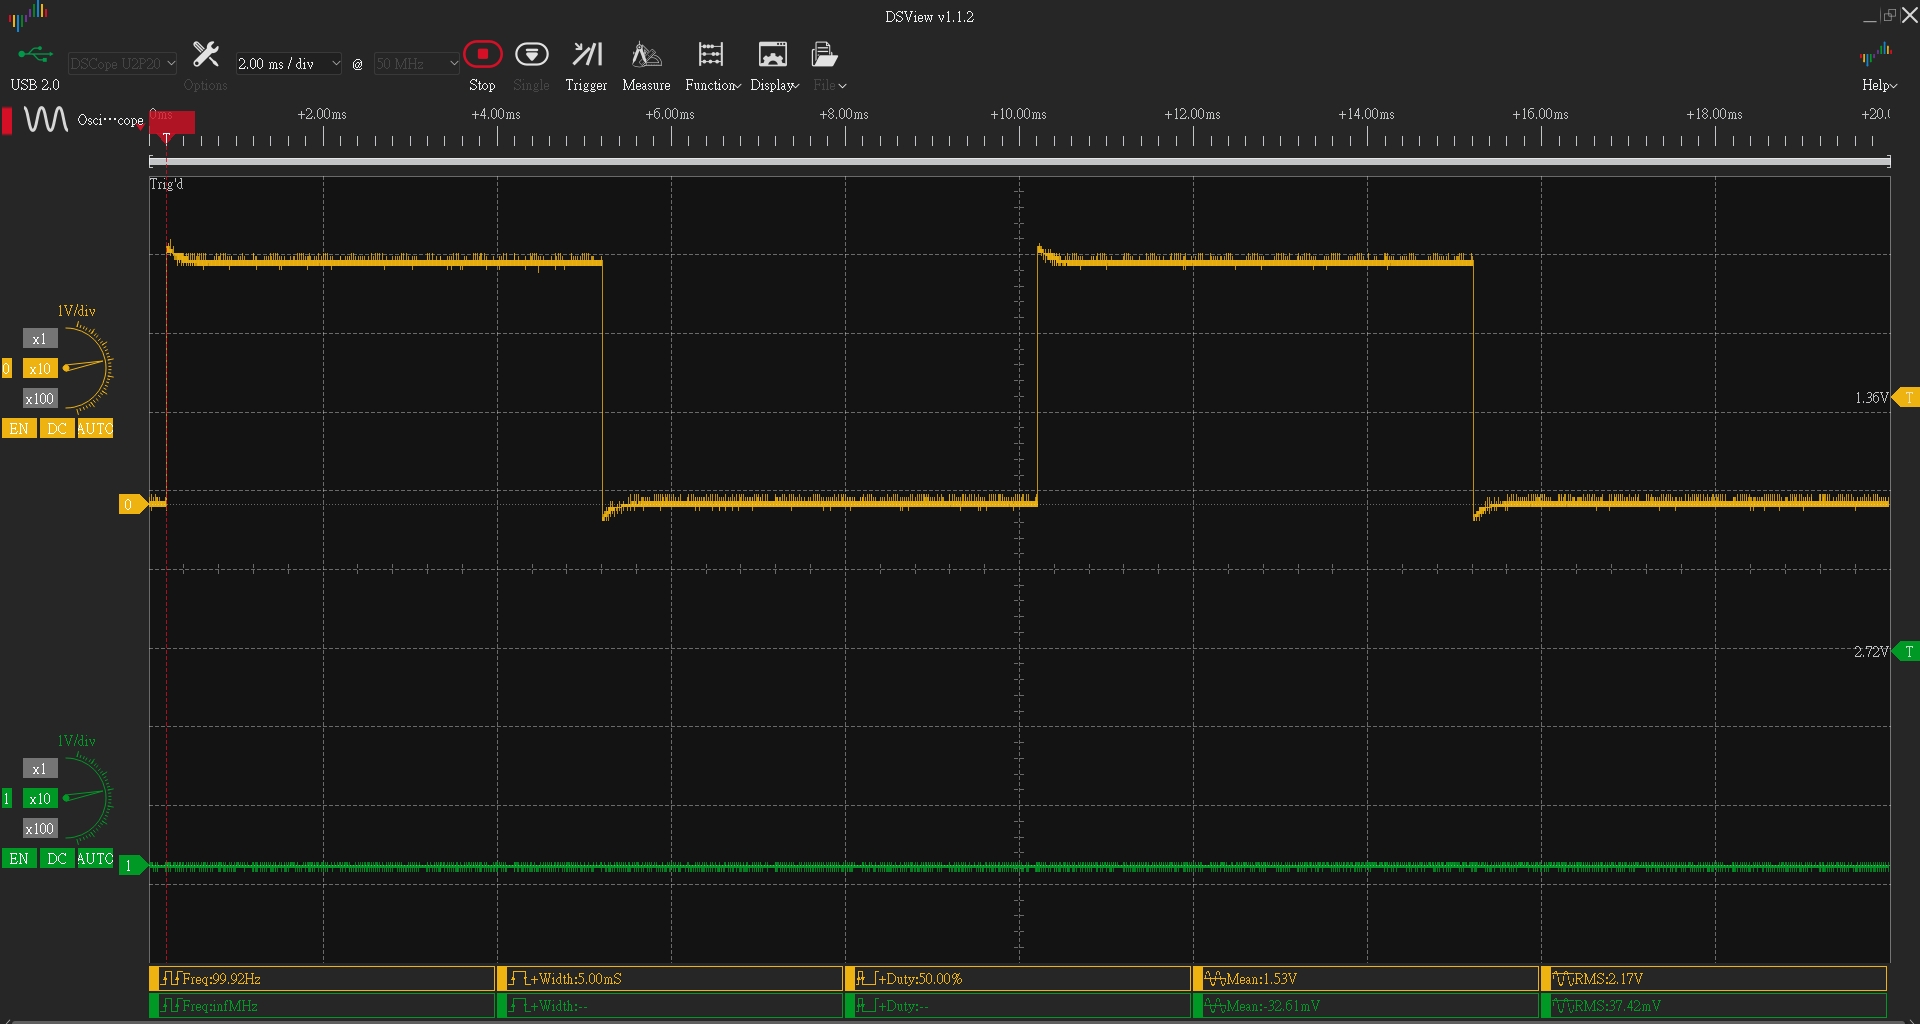 DSView v1.1.2
USB 2.0
DSCope U2P20
Options
2.00 ms / div
@
50 MHz
Stop
Single
Trigger
Measure
Function
Display
File
Help
Osci···cope
0ms
+2.00ms
+4.00ms
+6.00ms
+8.00ms
+10.00ms
+12.00ms
+14.00ms
+16.00ms
+18.00ms
+20.0
T
Trig'd
1V/div
x1
0
x10
x100
EN DC AUTO
1.36V
T
0
2.72V
T
1V/div
x1
1
x10
x100
EN DC AUTO
1
Freq:99.92Hz
+Width:5.00mS
+Duty:50.00%
Mean:1.53V
RMS:2.17V
Freq:infMHz
+Width:--
+Duty:--
Mean:-32.61mV
RMS:37.42mV